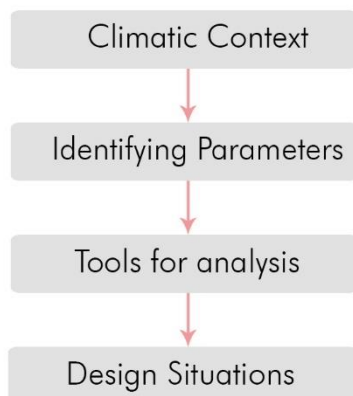 Climatic Context
Identifying Parameters
Tools for analysis
Design Situations